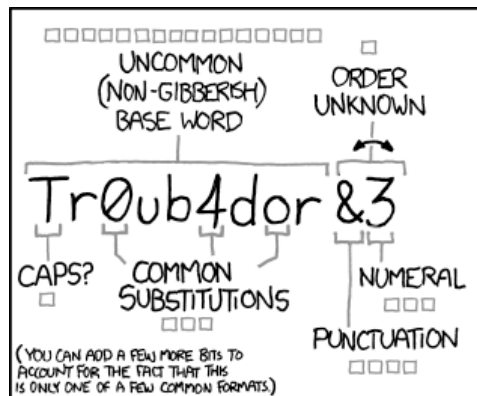 UNCOMMON
(NON-GIBBERISH)
BASE WORD
ORDER
UNKNOWN
Tr0ub4dor &3
CAPS?
COMMON
SUBSTITUTIONS
NUMERAL
PUNCTUATION
(YOU CAN ADD A FEW MORE BITS TO
ACCOUNT FOR THE FACT THAT THIS
IS ONLY ONE OF A FEW COMMON FORMATS.)